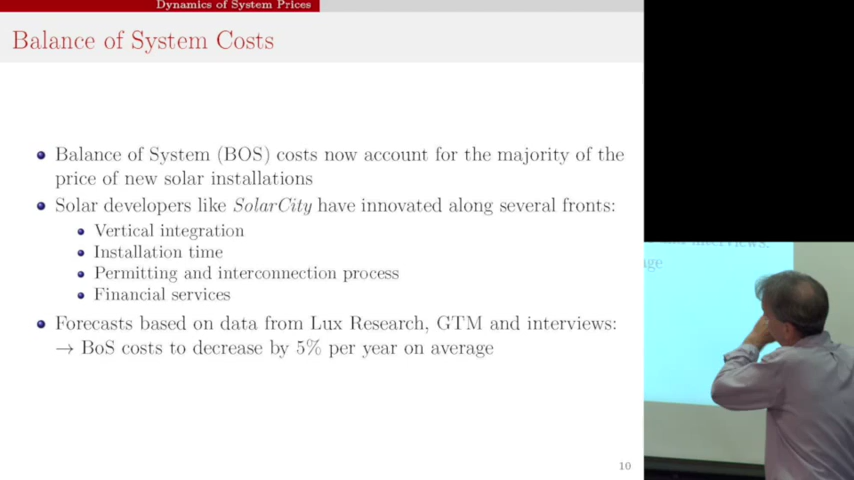 Dynamics of System Prices
Balance of System Costs
Balance of System (BOS) costs now account for the majority of the
price of new solar installations
Solar developers like SolarCity have innovated along several fronts:
Vertical integration
Installation time
Permitting and interconnection process
Financial services
Forecasts based on data from Lux Research, GTM and interviews:
→ BoS costs to decrease by 5% per year on average
10